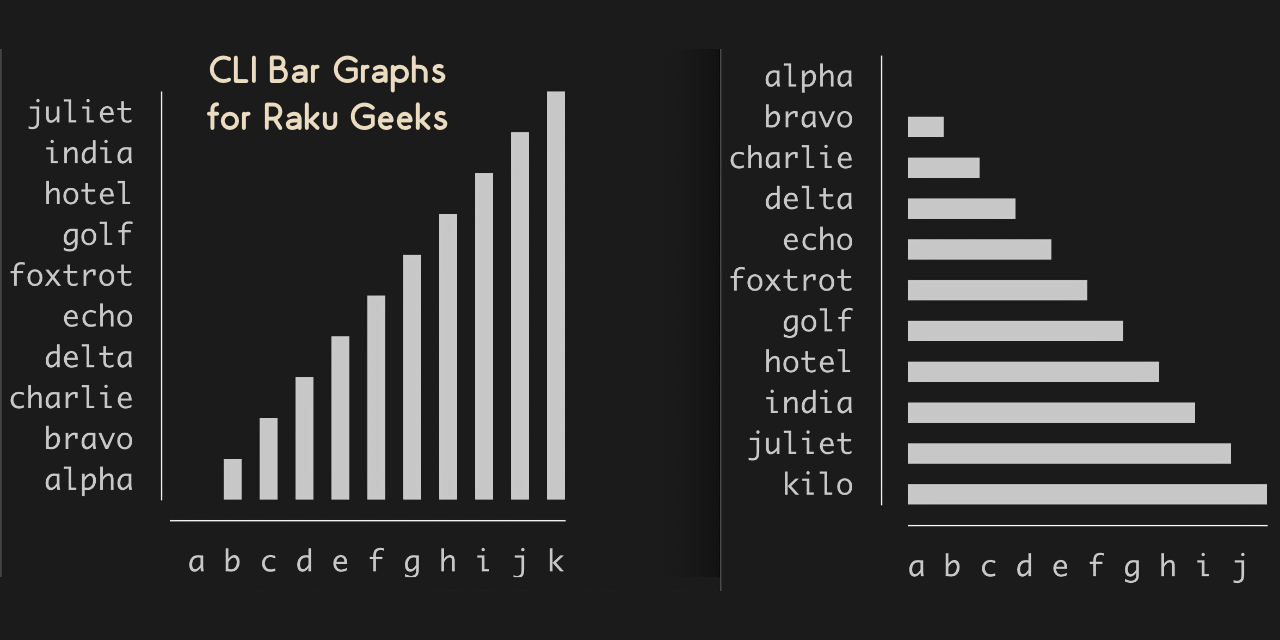 CLI Bar Graphs
for Raku Geeks
juliet
india
hotel
golf
foxtrot
echo
delta
charlie
bravo
alpha
a b c d e f g h i j k
alpha
bravo
charlie
delta
echo
foxtrot
golf
hotel
india
juliet
kilo
a b c d e f g h i j